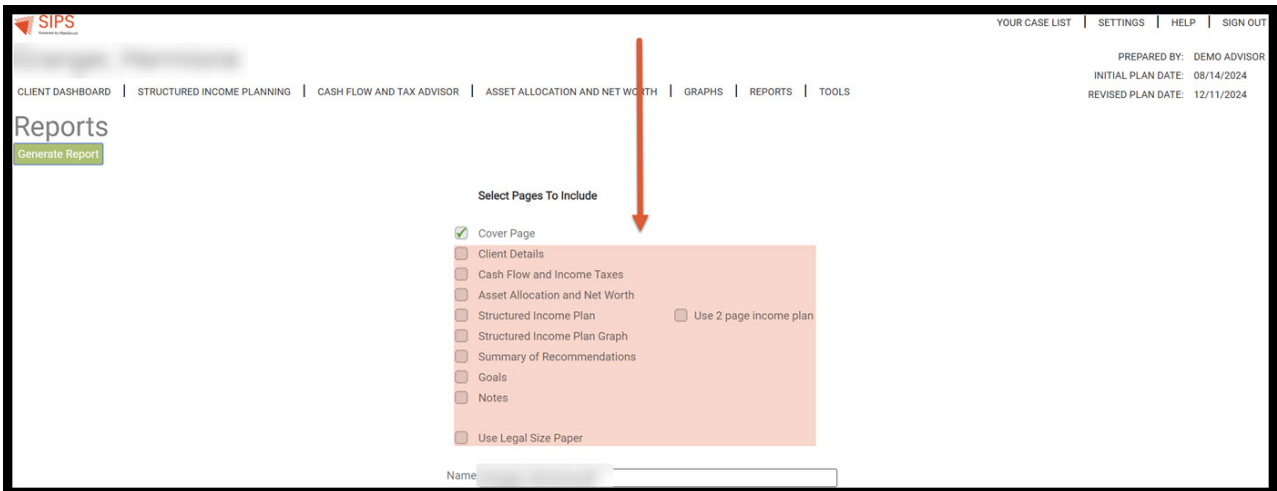 SIPS
YOUR CASE LIST | SETTINGS | HELP | SIGN OUT
PREPARED BY: DEMO ADVISOR
INITIAL PLAN DATE: 08/14/2024
CLIENT DASHBOARD | STRUCTURED INCOME PLANNING | CASH FLOW AND TAX ADVISOR | ASSET ALLOCATION AND NET WORTH | GRAPHS | REPORTS | TOOLS
REVISED PLAN DATE: 12/11/2024
Reports
Generate Report
Select Pages To Include
Cover Page
Client Details
Cash Flow and Income Taxes
Asset Allocation and Net Worth
Structured Income Plan Use 2 page income plan
Structured Income Plan Graph
Summary of Recommendations
Goals
Notes
Use Legal Size Paper
Name